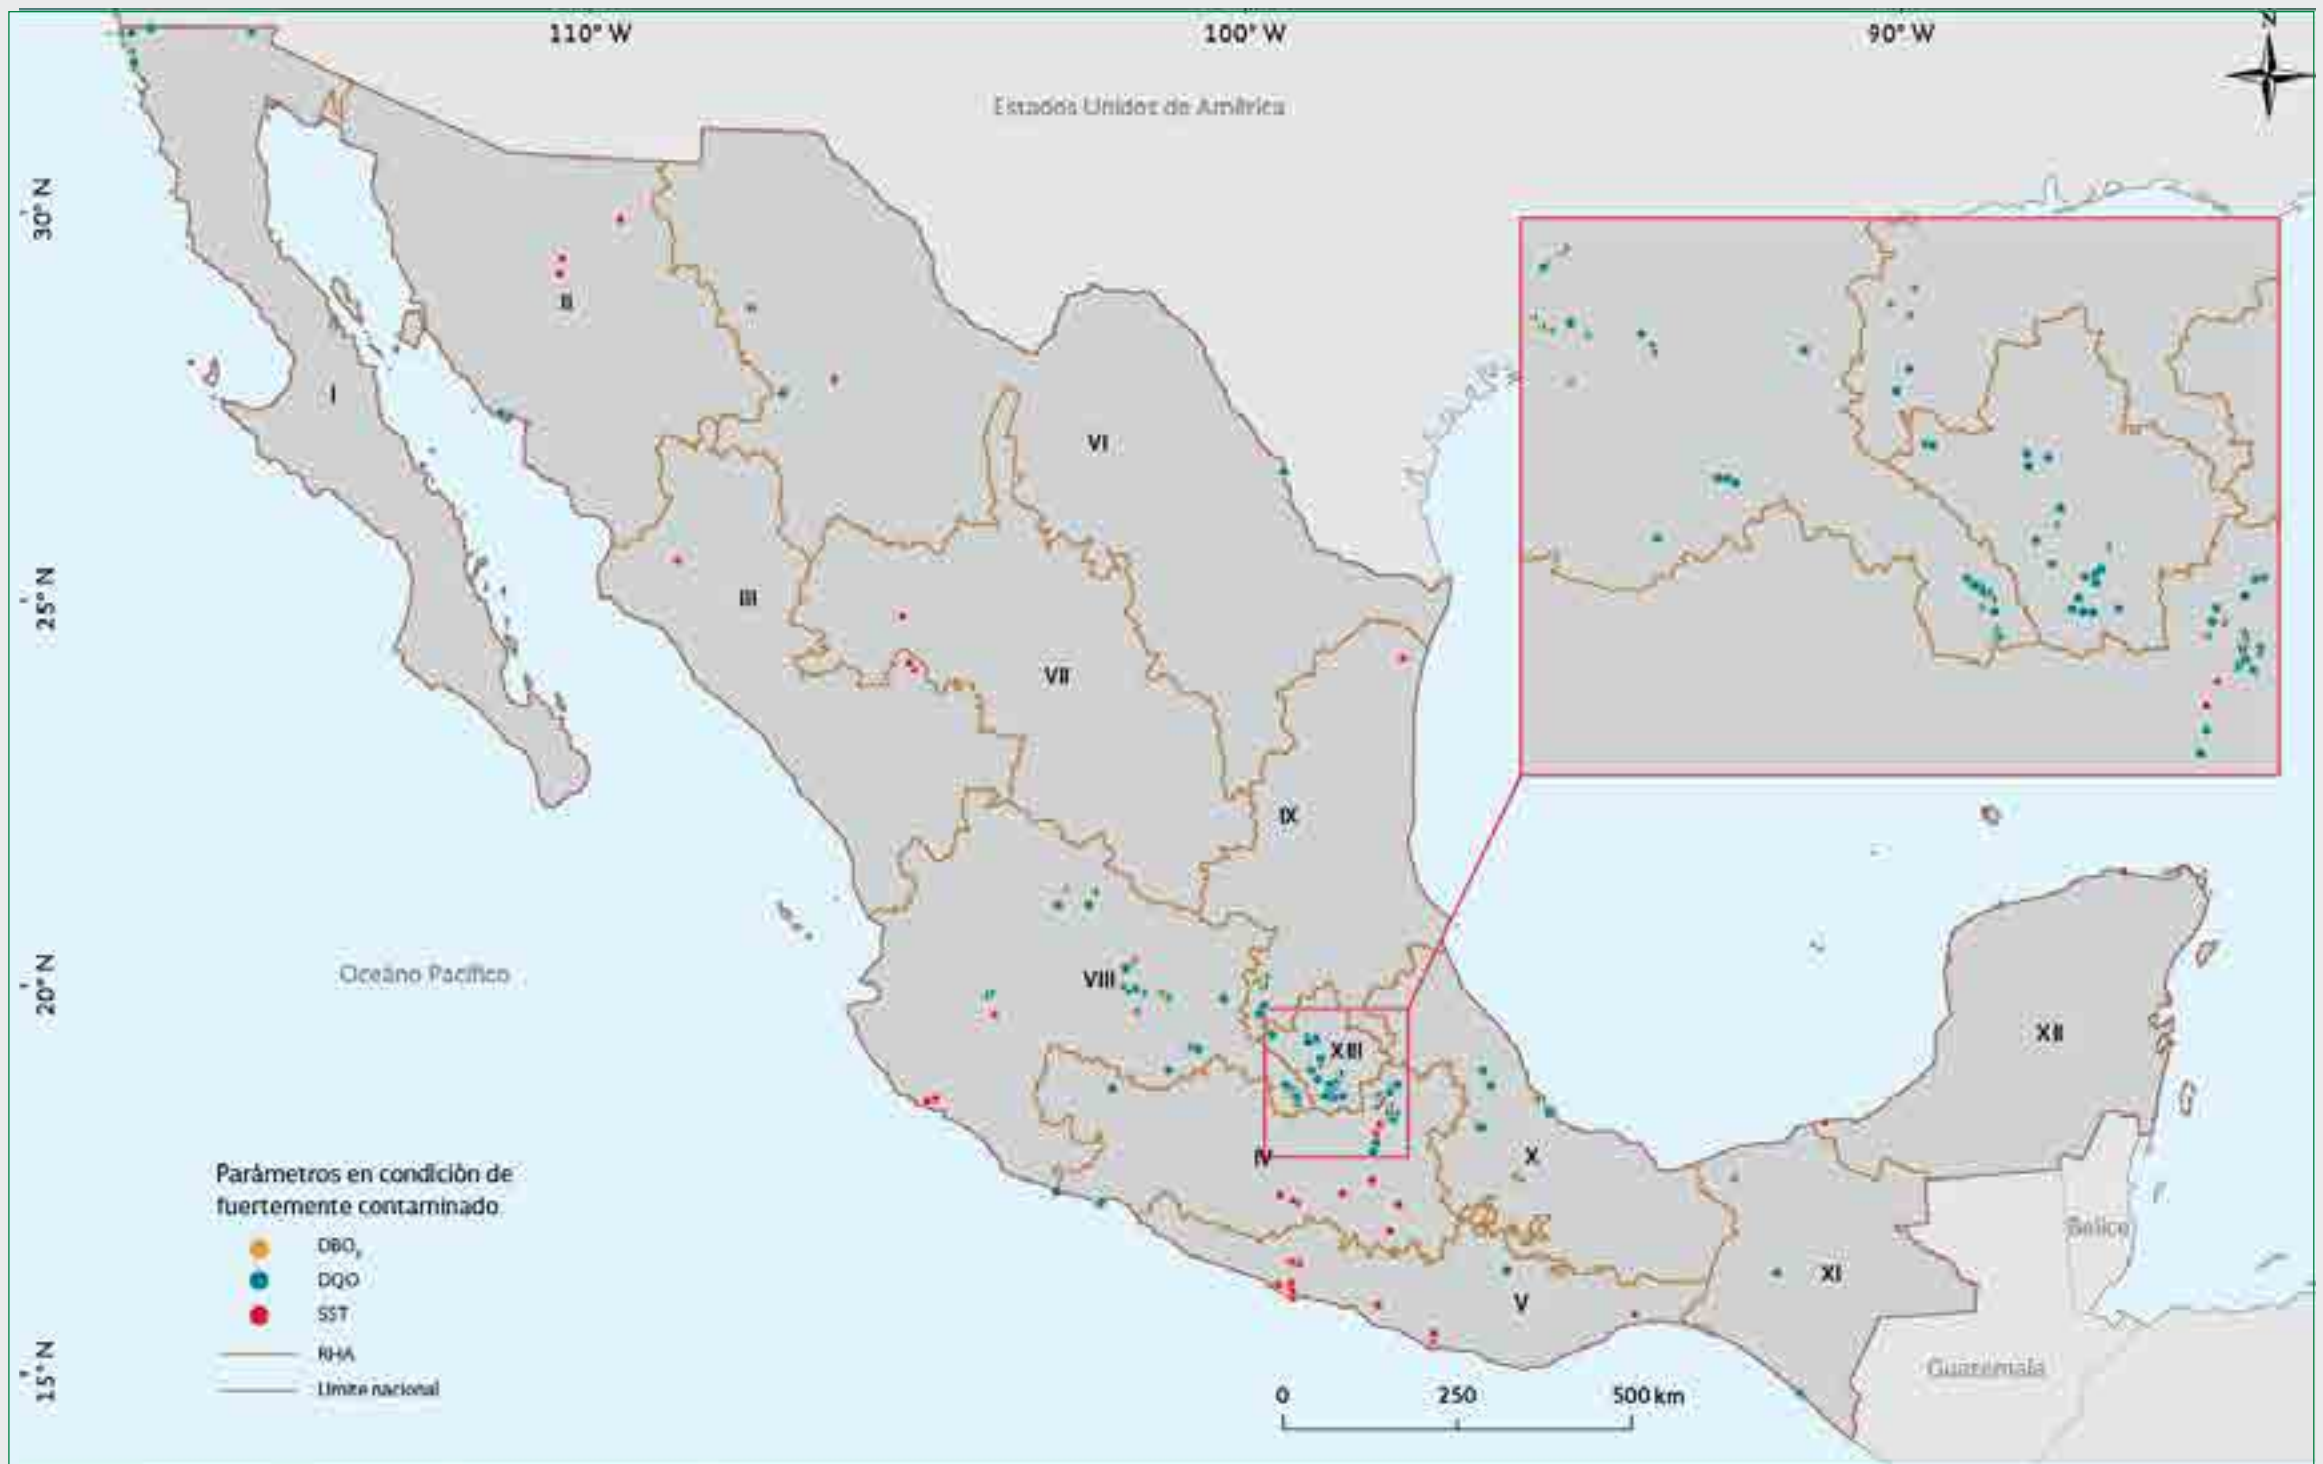 110° W
100° W
90° W
Estados Unidos de América
30° N
25° N
20° N
15° N
I
II
III
VI
VII
IX
VIII
XIII
XII
IV
X
XI
V
Océano Pacífico
Belice
Guatemala
Parámetros en condición de
fuertemente contaminado
DBO₅
DQO
SST
RHA
Límite nacional
0 250 500 km